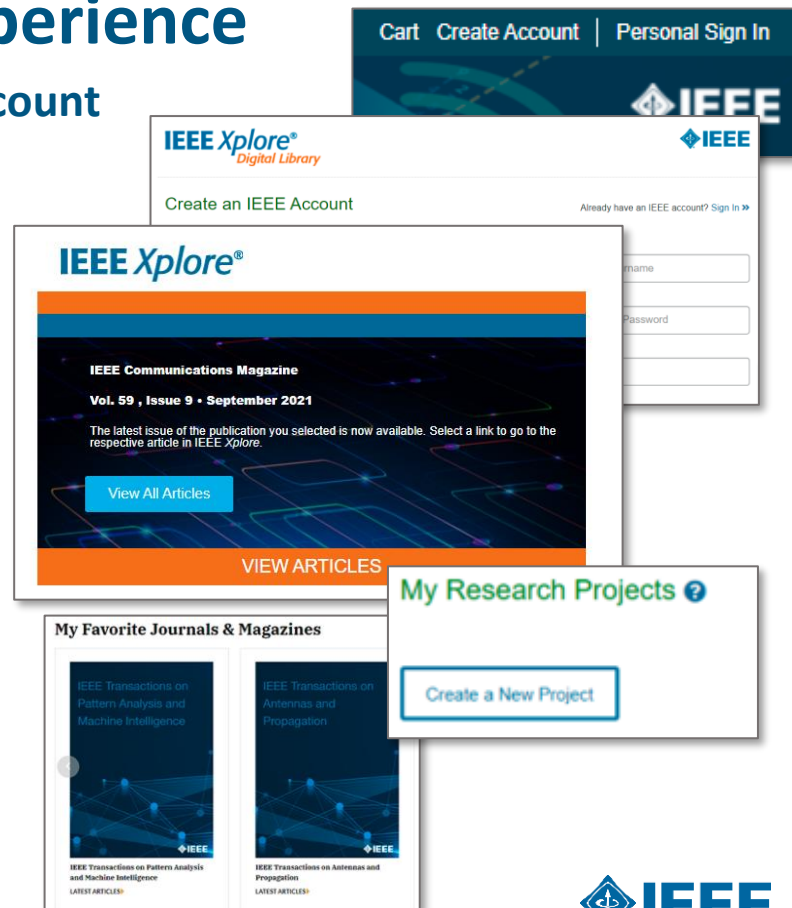 perience
count
Cart Create Account | Personal Sign In
IEEE
IEEE Xplore®
Digital Library
IEEE
Create an IEEE Account
Already have an IEEE account? Sign In »
rname
Password
IEEE Xplore®
IEEE Communications Magazine
Vol. 59 , Issue 9 • September 2021
The latest issue of the publication you selected is now available. Select a link to go to the
respective article in IEEE Xplore.
View All Articles
VIEW ARTICLES
My Research Projects ?
Create a New Project
My Favorite Journals & Magazines
IEEE Transactions on
Pattern Analysis and
Machine Intelligence
IEEE
IEEE Transactions on Pattern Analysis
and Machine Intelligence
LATEST ARTICLES
IEEE Transactions on
Antennas and
Propagation
IEEE
IEEE Transactions on Antennas and
Propagation
LATEST ARTICLES
IEEE